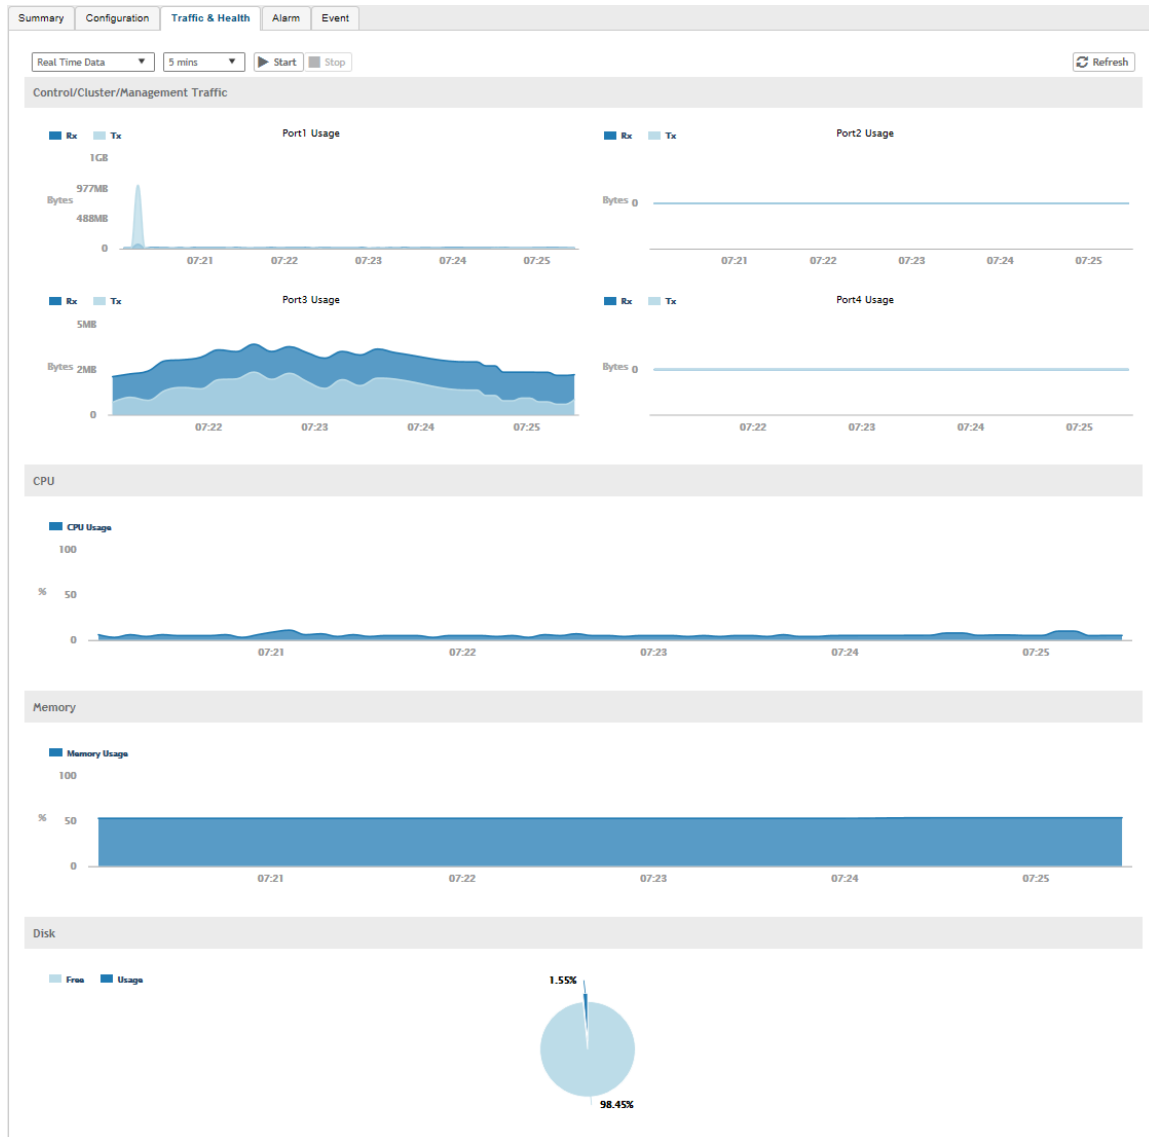 Summary Configuration Traffic & Health Alarm Event
Real Time Data 5 mins Start Stop Refresh
Control/Cluster/Management Traffic
Rx Tx Port1 Usage
1GB
977MB
Bytes
488MB
0
07:21 07:22 07:23 07:24 07:25
Rx Tx Port2 Usage
Bytes 0
07:21 07:22 07:23 07:24 07:25
Rx Tx Port3 Usage
5MB
Bytes 2MB
0
07:22 07:23 07:24 07:25
Rx Tx Port4 Usage
Bytes 0
07:22 07:23 07:24 07:25
CPU
CPU Usage
100
% 50
0
07:21 07:22 07:23 07:24 07:25
Memory
Memory Usage
100
% 50
0
07:21 07:22 07:23 07:24 07:25
Disk
Free Usage
1.55%
98.45%